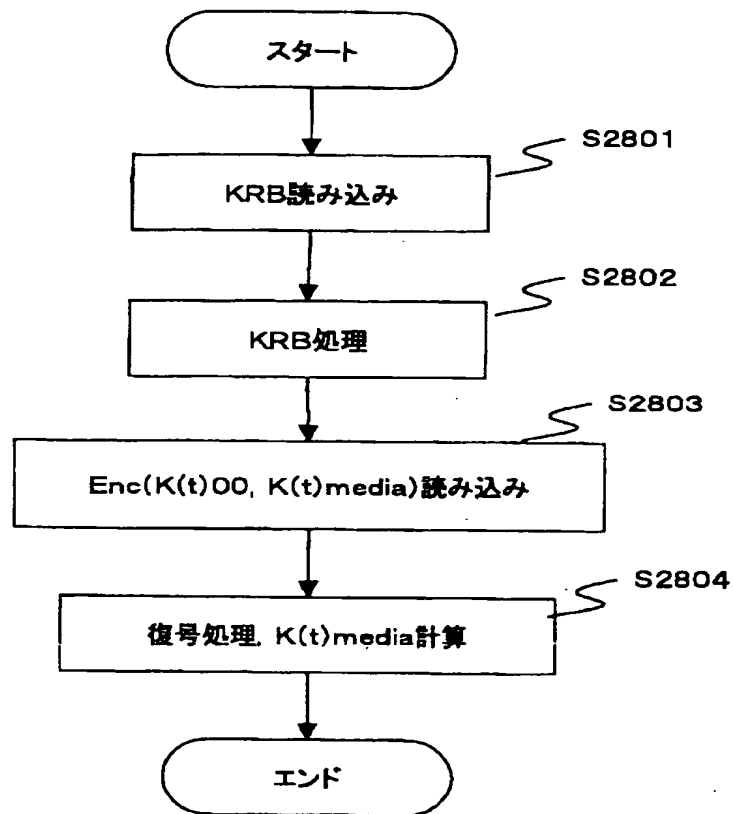 スタート
S2801
KRB読み込み
S2802
KRB処理
S2803
Enc(K(t)00, K(t)media)読み込み
S2804
復号処理, K(t)media計算
エンド